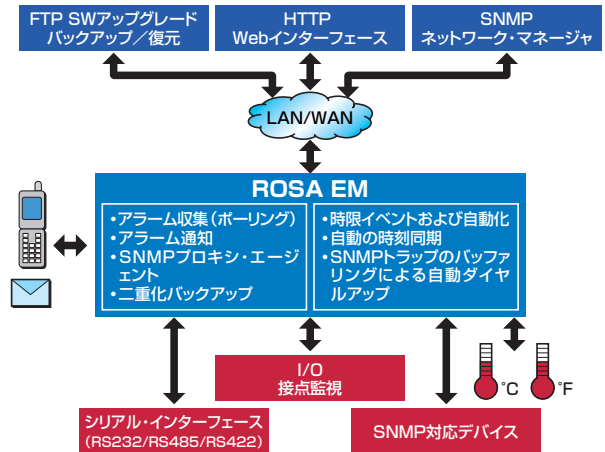 FTP SWアップグレード
バックアップ／復元
HTTP
Webインターフェース
SNMP
ネットワーク・マネージャ
LAN/WAN
ROSA EM
•アラーム収集(ポーリング)
•アラーム通知
•SNMPプロキシ・エージ
ェント
•二重化バックアップ
•時限イベントおよび自動化
•自動の時刻同期
•SNMPトラップのバッファ
リングによる自動ダイヤ
ルアップ
I/O
接点監視
°C
°F
シリアル・インターフェース
(RS232/RS485/RS422)
SNMP対応デバイス